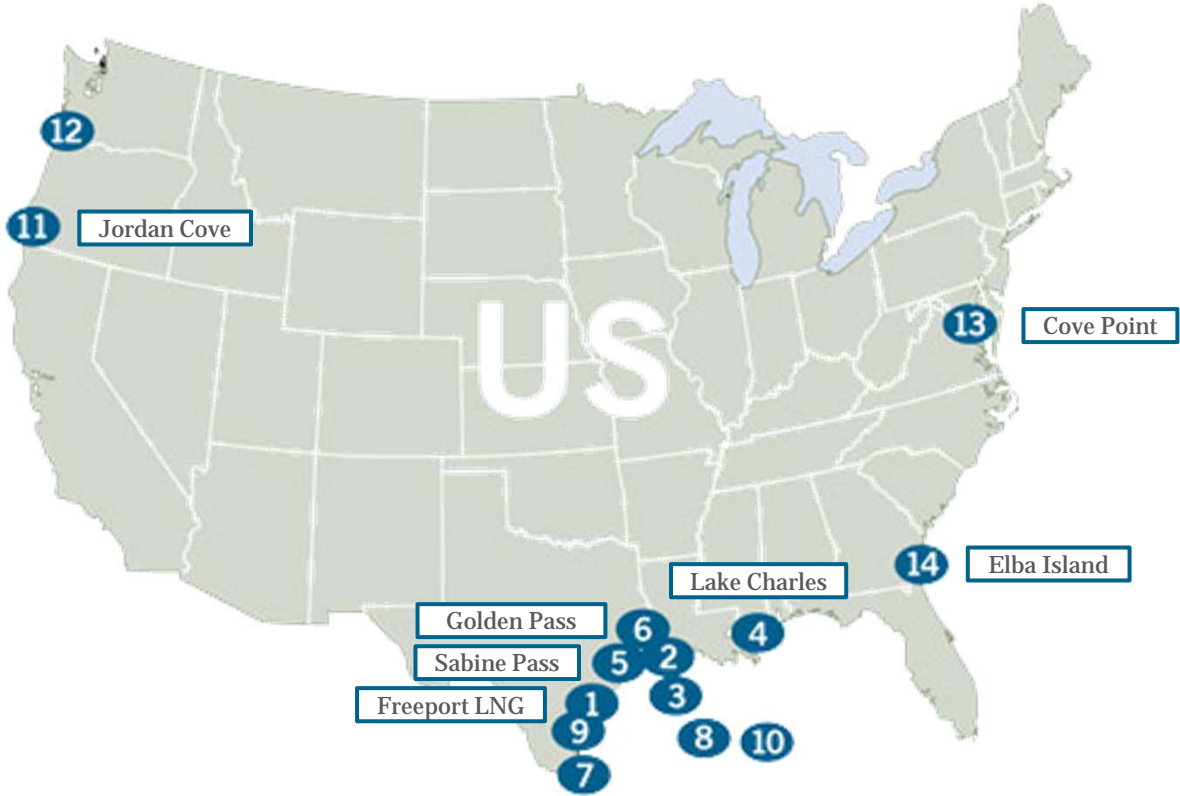 12
11
Jordan Cove
US
13
Cove Point
14
Elba Island
Lake Charles
Golden Pass
6
4
Sabine Pass
5
2
Freeport LNG
1
3
9
8
10
7